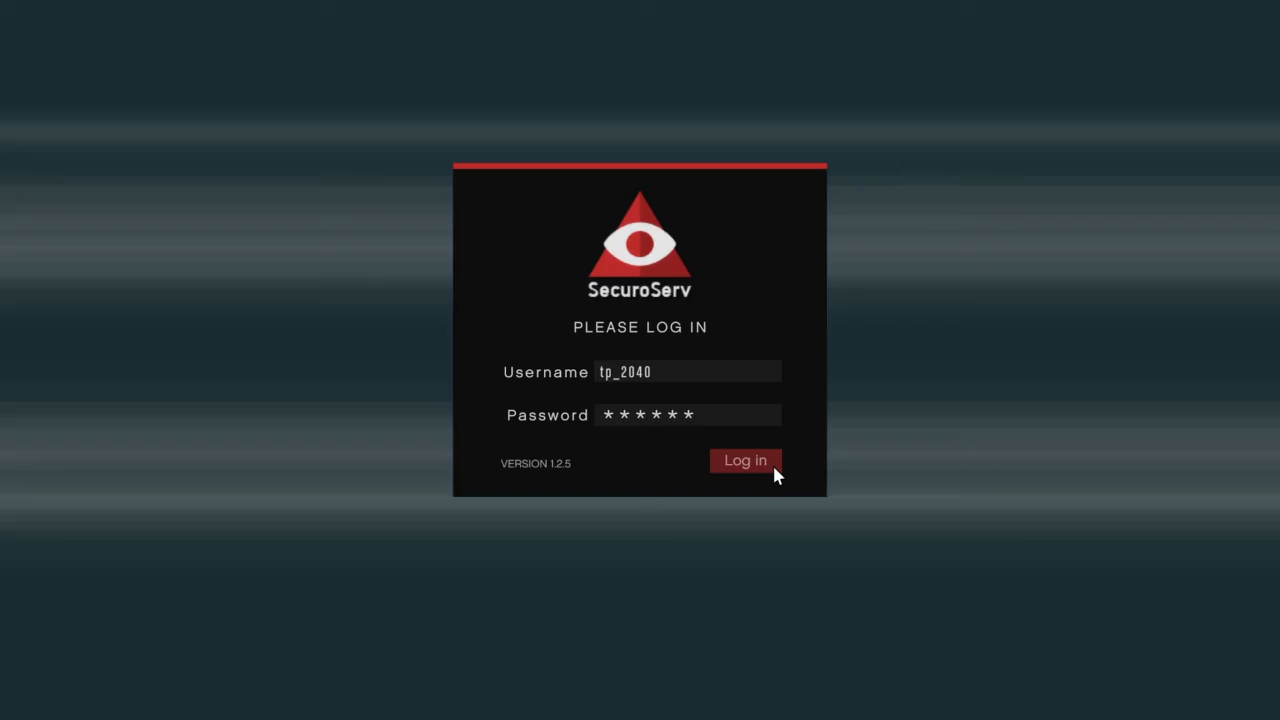 SecuroServ
PLEASE LOG IN
Username tp_2040
Password ******
VERSION 1.2.5 Log in